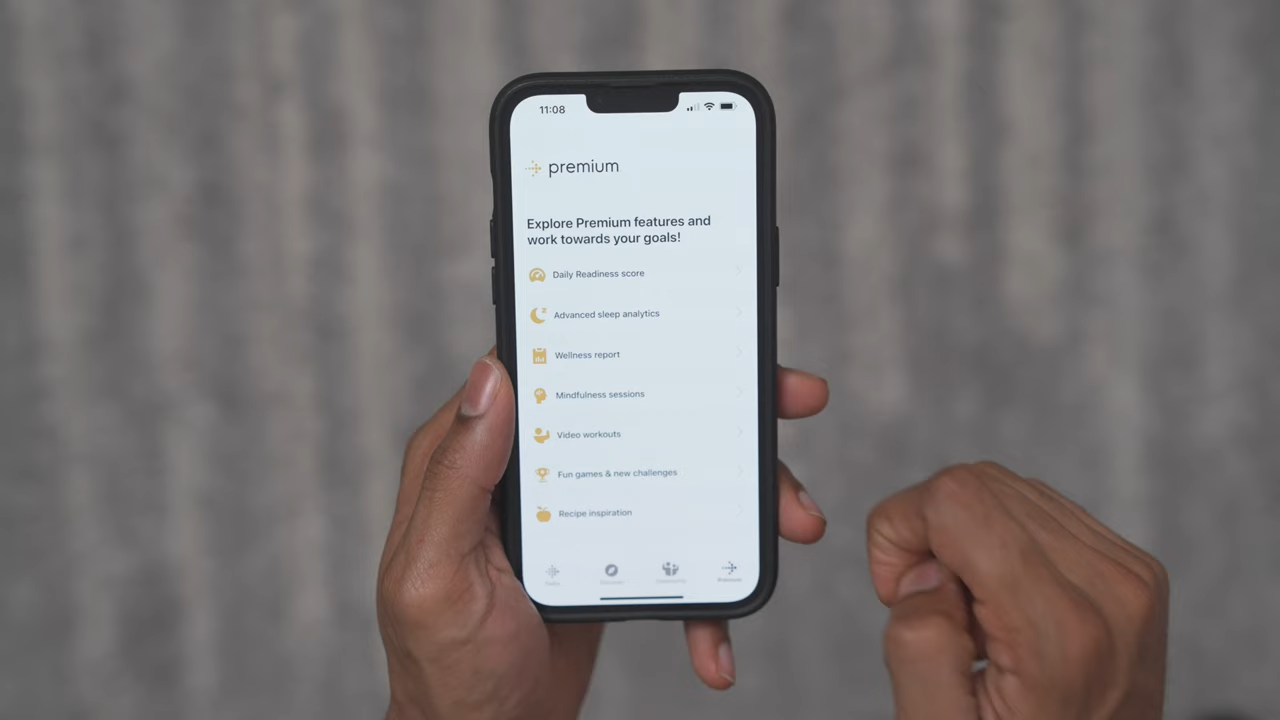 11:08
premium
Explore Premium features and
work towards your goals!
Daily Readiness score
Advanced sleep analytics
Wellness report
Mindfulness sessions
Video workouts
Fun games & new challenges
Recipe inspiration
Premium